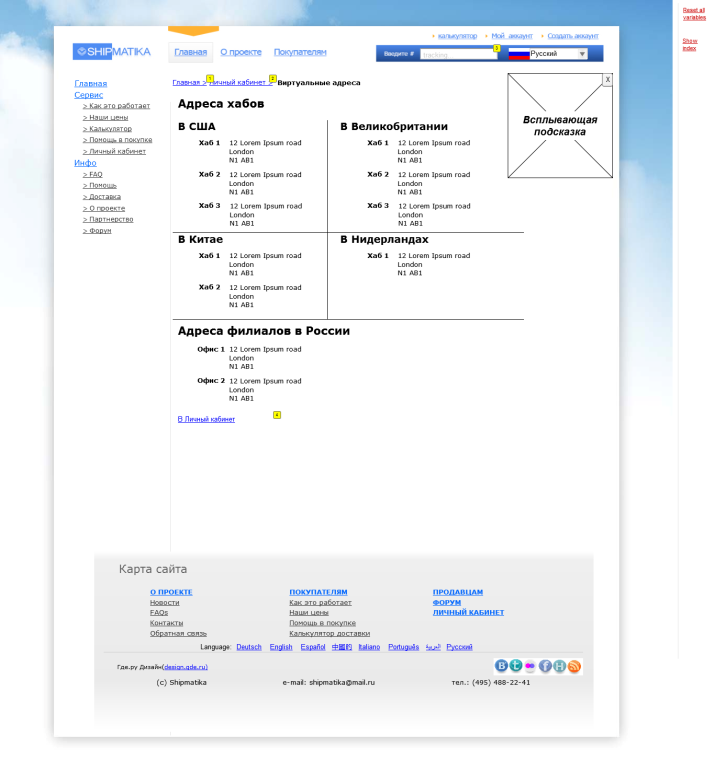 Reset all
variables
Show
index
калькулятор Мой аккаунт Создать аккаунт
SHIPMATIKA
Главная О проекте Покупателям
Вводите # tracking Русский
3
1
2
Главная > Личный кабинет > Виртуальные адреса
X
Всплывающая
подсказка
Главная
Сервис
> Как это работает
> Наши цены
> Калькулятор
> Помощь в покупке
> Личный кабинет
Инфо
> FAQ
> Помощь
> Доставка
> О проекте
> Партнерство
> Форум
Адреса хабов
В США
Хаб 1 12 Lorem Ipsum road
London
N1 AB1
Хаб 2 12 Lorem Ipsum road
London
N1 AB1
Хаб 3 12 Lorem Ipsum road
London
N1 AB1
В Великобритании
Хаб 1 12 Lorem Ipsum road
London
N1 AB1
Хаб 2 12 Lorem Ipsum road
London
N1 AB1
Хаб 3 12 Lorem Ipsum road
London
N1 AB1
В Китае
Хаб 1 12 Lorem Ipsum road
London
N1 AB1
Хаб 2 12 Lorem Ipsum road
London
N1 AB1
В Нидерландах
Хаб 1 12 Lorem Ipsum road
London
N1 AB1
Адреса филиалов в России
Офис 1 12 Lorem Ipsum road
London
N1 AB1
Офис 2 12 Lorem Ipsum road
London
N1 AB1
В Личный кабинет
4
Карта сайта
О ПРОЕКТЕ
Новости
FAQs
Контакты
Обратная связь
ПОКУПАТЕЛЯМ
Как это работает
Наши цены
Помощь в покупке
Калькулятор доставки
ПРОДАВЦАМ
ФОРУМ
ЛИЧНЫЙ КАБИНЕТ
Language: Deutsch English Español 中國的 Italiano Português العربية Русский
Где.ру Дизайн(design.gde.ru)
(c) Shipmatika e-mail: shipmatika@mail.ru тел.: (495) 488-22-41